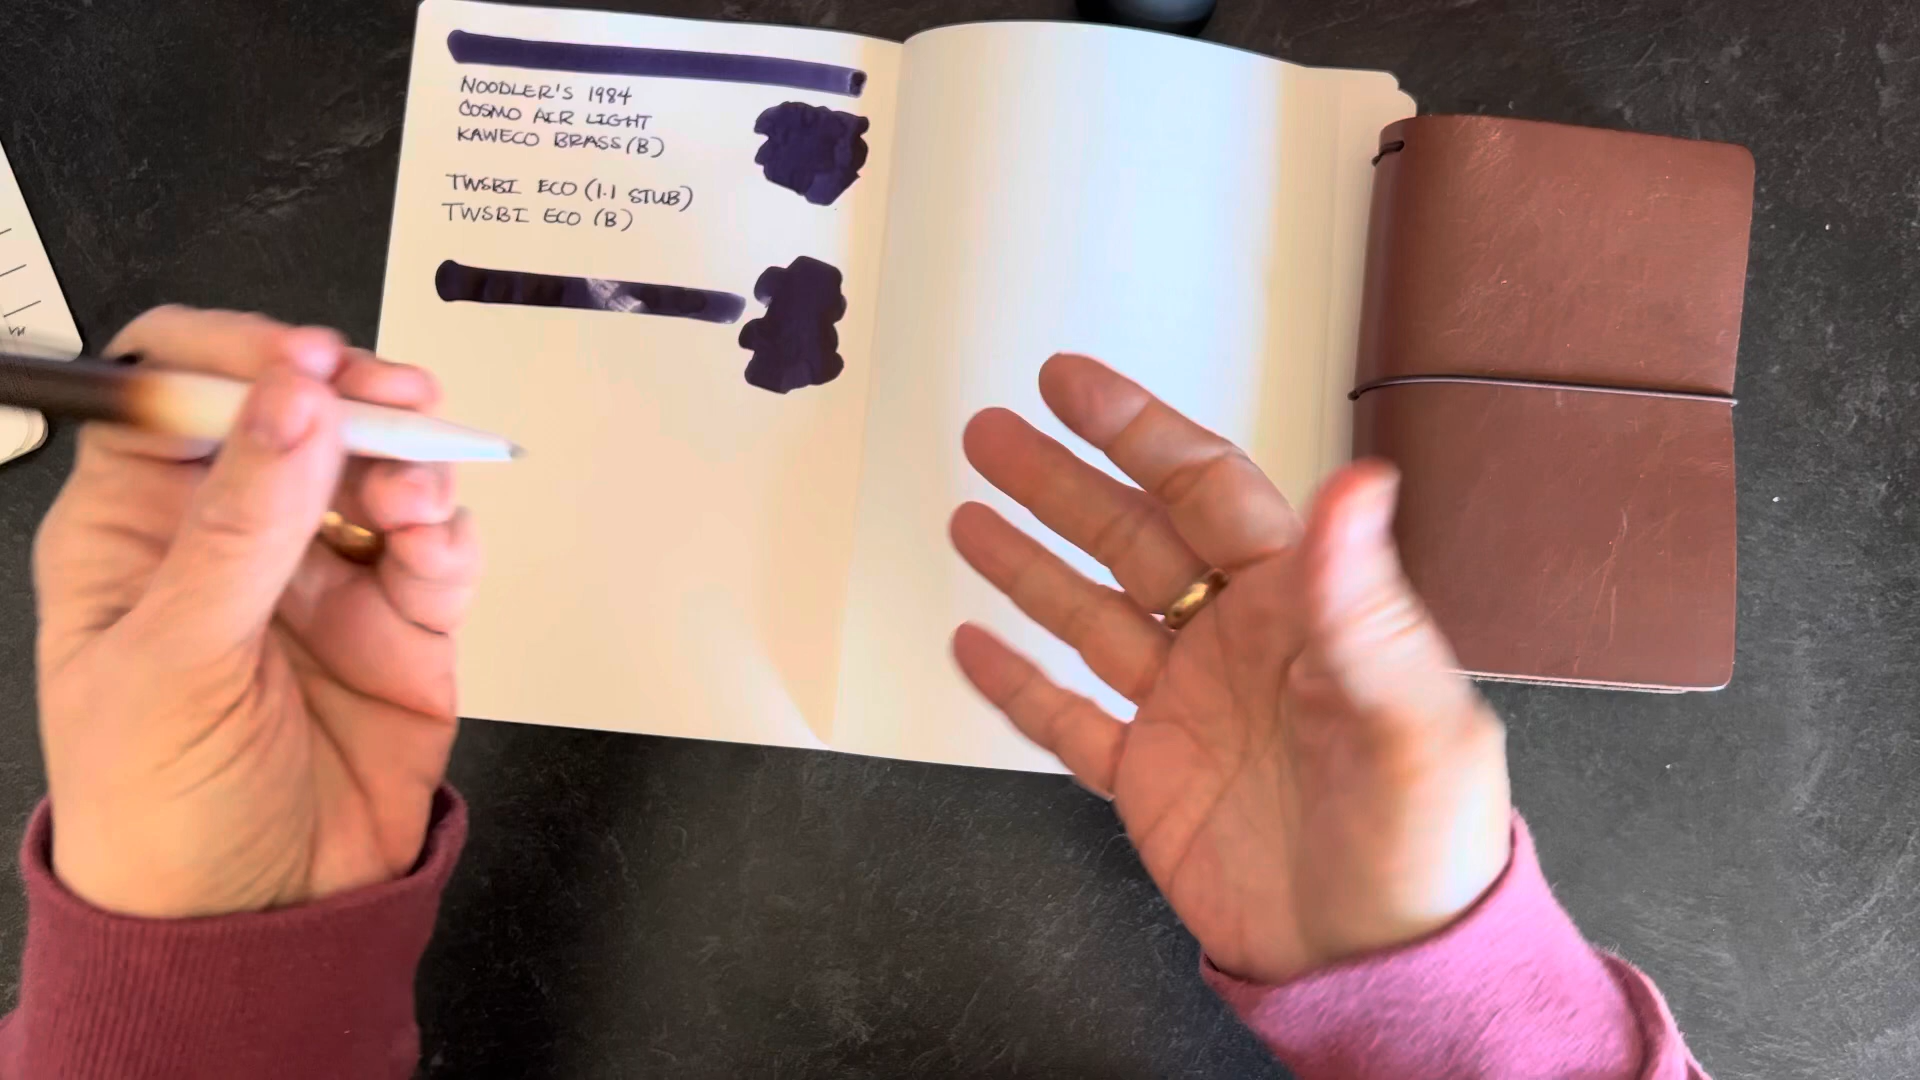 NOODLER'S 1984
COSMO AIR LIGHT
KAWECO BRASS (B)
TWSBI ECO (1.1 STUB)
TWSBI ECO (B)